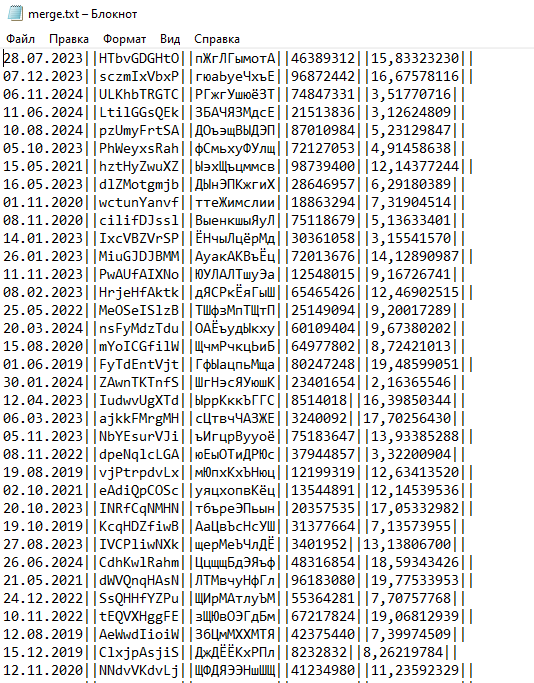 merge.txt – Блокнот
Файл Правка Формат Вид Справка
28.07.2023||HTbvGDGHtO||пЖгЛГымотА||46389312||15,83323230||
07.12.2023||sczmIxVbxP||гюаЬуеЧхъЕ||96872442||16,67578116||
06.11.2024||ULKhbTRGTC||РГжгУшюёЗТ||74847331||3,51770716||
11.06.2024||LtilGGsQEk||ЗБАЧЯЗМдсЕ||21513836||3,12624809||
10.08.2024||pzUmyFrtSA||ДОъэщВЫДЭП||87010984||5,23129847||
05.10.2023||PhWeyxsRah||фСмьхуФУлщ||72127053||4,91458638||
15.05.2021||hztHyZwuXZ||ЫэхЩъцммсв||98739400||12,14377244||
16.05.2023||dlZMotgmjb||ДЫнЭПКжгиХ||28646957||6,29180389||
01.11.2020||wctunYanvf||ттеЖимслии||18863294||7,31904514||
08.11.2020||cilifDJssl||ВыенкшыЯуЛ||75118679||5,13633401||
14.01.2023||IxcVBZVrSP||ЁНчыЛцёрМд||30361058||3,15541570||
26.01.2023||MiuGJDJBMM||АуакАКВъЁц||72013676||14,12890987||
11.11.2023||PwAUfAIXNo||ЮУЛАЛТшуЭа||12548015||9,16726741||
08.02.2023||HrjeHfAktk||дЯСРкЁяГыШ||65465426||12,46902515||
25.05.2022||MeOSeISlzB||ТШфзМпТЩтП||25149094||9,20017289||
20.03.2024||nsFyMdzTdu||ОАЁъудЫкху||60109404||9,67380202||
15.08.2020||mYoICGfilW||ЩчмРчкцЬиБ||64977802||8,72421013||
01.06.2019||FyTdEntVjt||ГфЫацпьМща||80247248||19,48599051||
30.01.2024||ZAwnTKTnfS||ШгНэсЯУюшК||23401654||2,16365546||
12.04.2023||IudwvUgXTd||ЫррКккЪГГС||8514018||16,39850344||
06.03.2023||ajkkFMrgMH||сЦтвчЧАЗЖЕ||3240092||17,70256430||
05.11.2023||NbYEsurVJi||ъИгцрВууоё||75183647||13,93385288||
08.11.2022||dpeNqlcLGA||юЕыОТиДРЮс||37944857||3,32200904||
19.08.2019||vjPtrpdvLx||мЮпхКхЪНюц||12199319||12,63413520||
02.10.2021||eAdiQpCOSc||уяцхопвКёц||13544891||12,14539536||
20.10.2023||INRfCqNMHN||тбъреЭПьын||20357535||17,05332982||
19.10.2019||KcqHDZfiwB||АаЦвЪсНсУШ||31377664||7,13573955||
27.08.2023||IVCPliwNXk||щерМеЪЧлДЁ||3401952||13,13806700||
26.06.2024||CdhKwlRahm||ЦцщщБдЭЯъф||48316854||18,59343426||
21.05.2021||dWVQnqHAsN||ЛТМвчуНфГл||96183080||19,77533953||
24.12.2022||SsQHHfYZPu||ЩИрМАтлуЪМ||55364281||7,70757768||
10.11.2022||tEQVXHggFE||зЩЮвОЭГдБм||67217824||19,06812939||
12.08.2019||AeWwdIioiW||ЗбЦмМХХМТЯ||42375440||7,39974509||
15.12.2019||ClxjpAsjiS||ДжДЁЁКхРПл||8232832||8,26219784||
12.11.2020||NNdvVKdvLj||ЩФДЯЭЭНшШЩ||41234980||11,23592329||